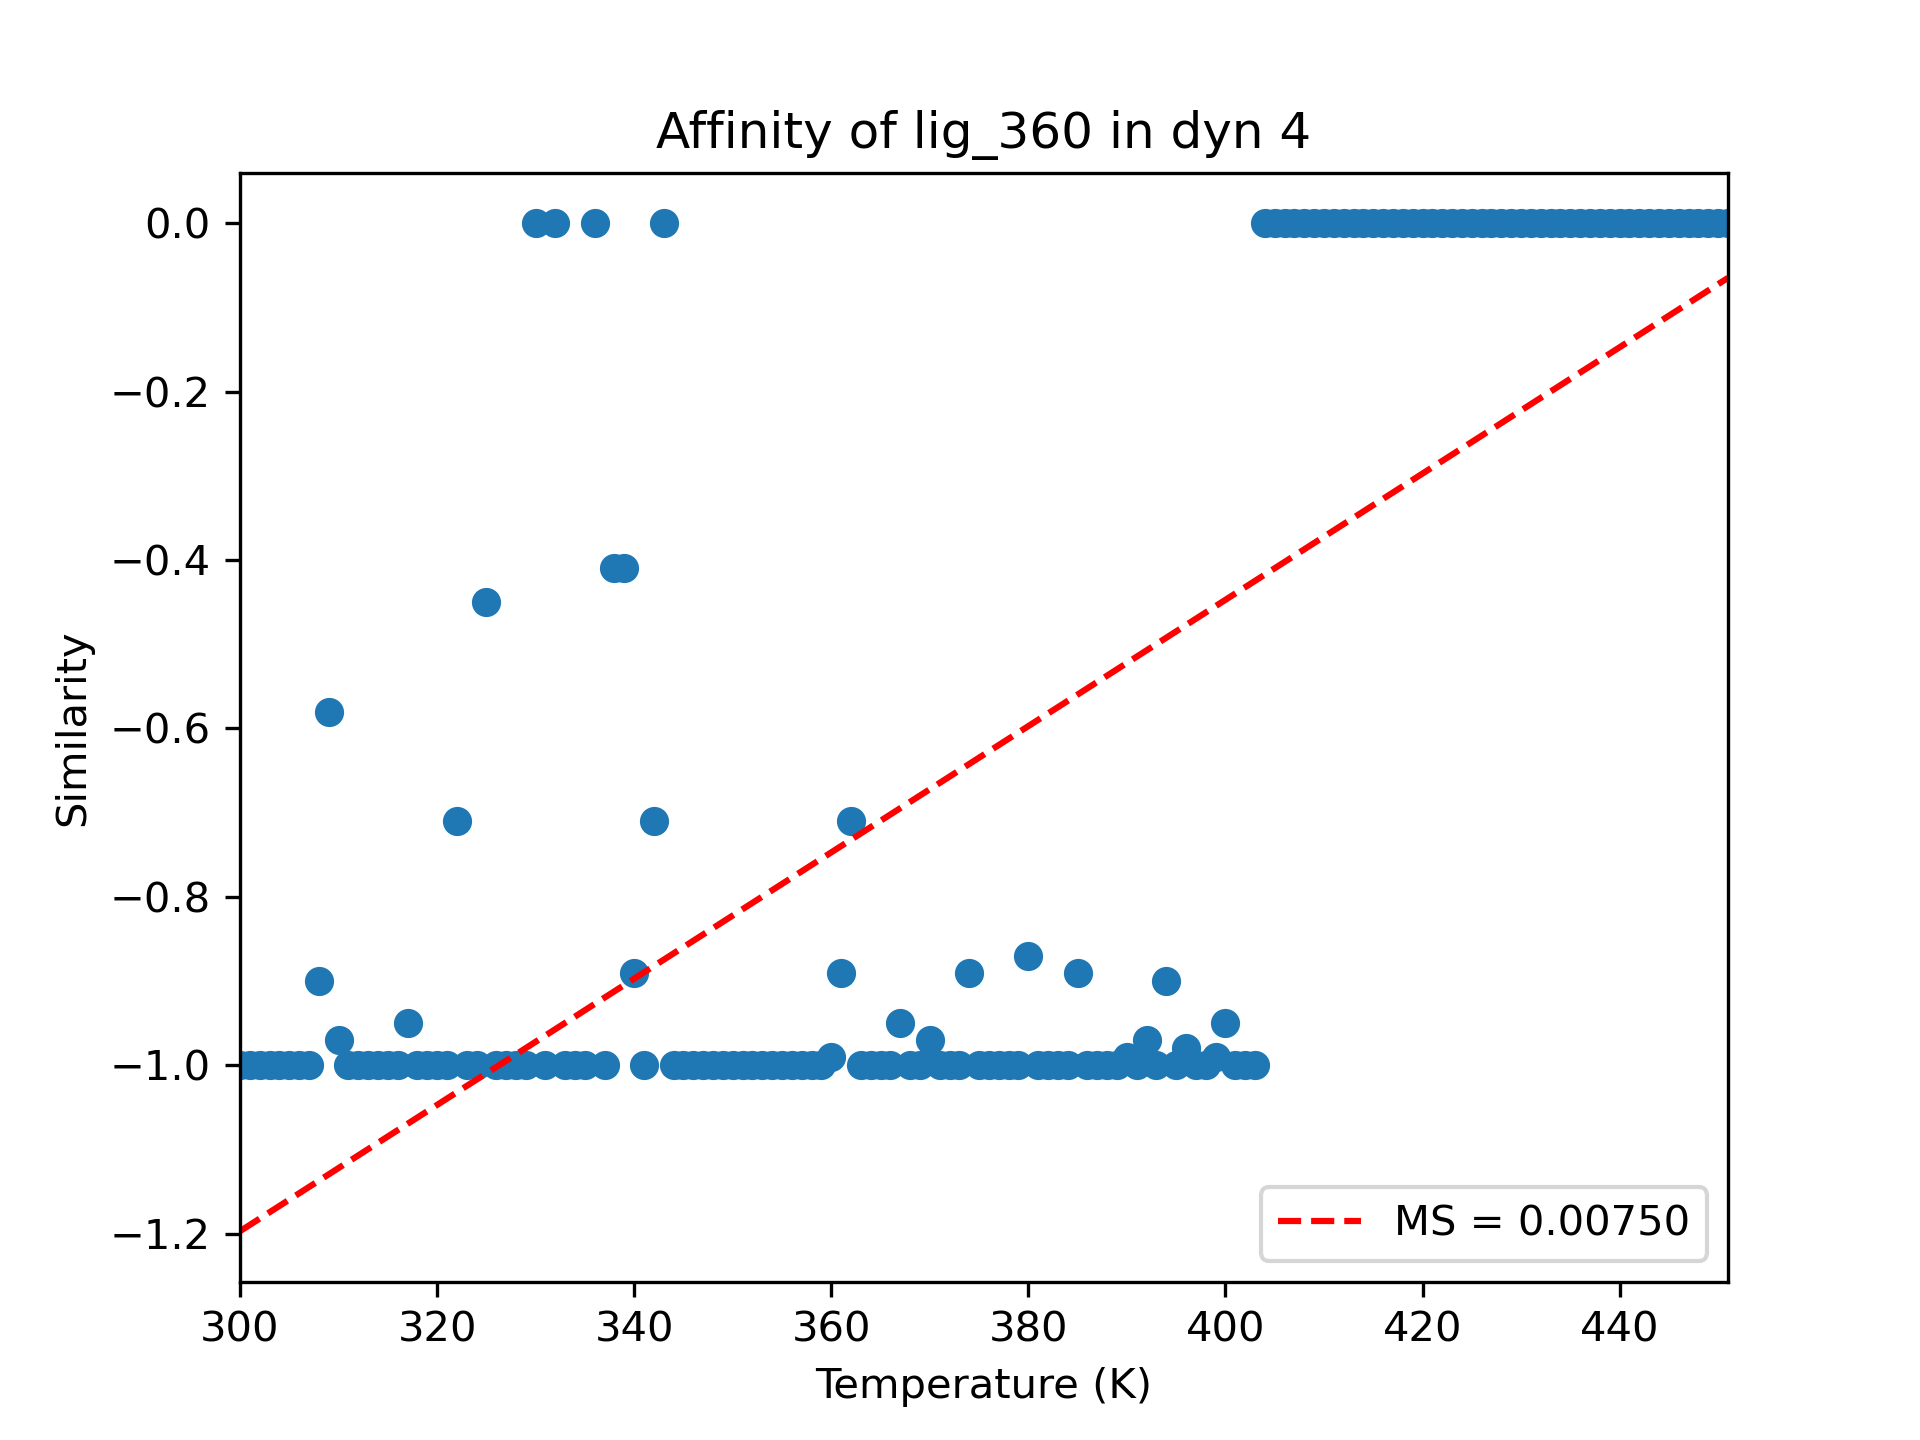 Affinity of lig_360 in dyn 4
0.0
−0.2
−0.4
−0.6
−0.8
−1.0
−1.2
Similarity
MS = 0.00750
300 320 340 360 380 400 420 440
Temperature (K)